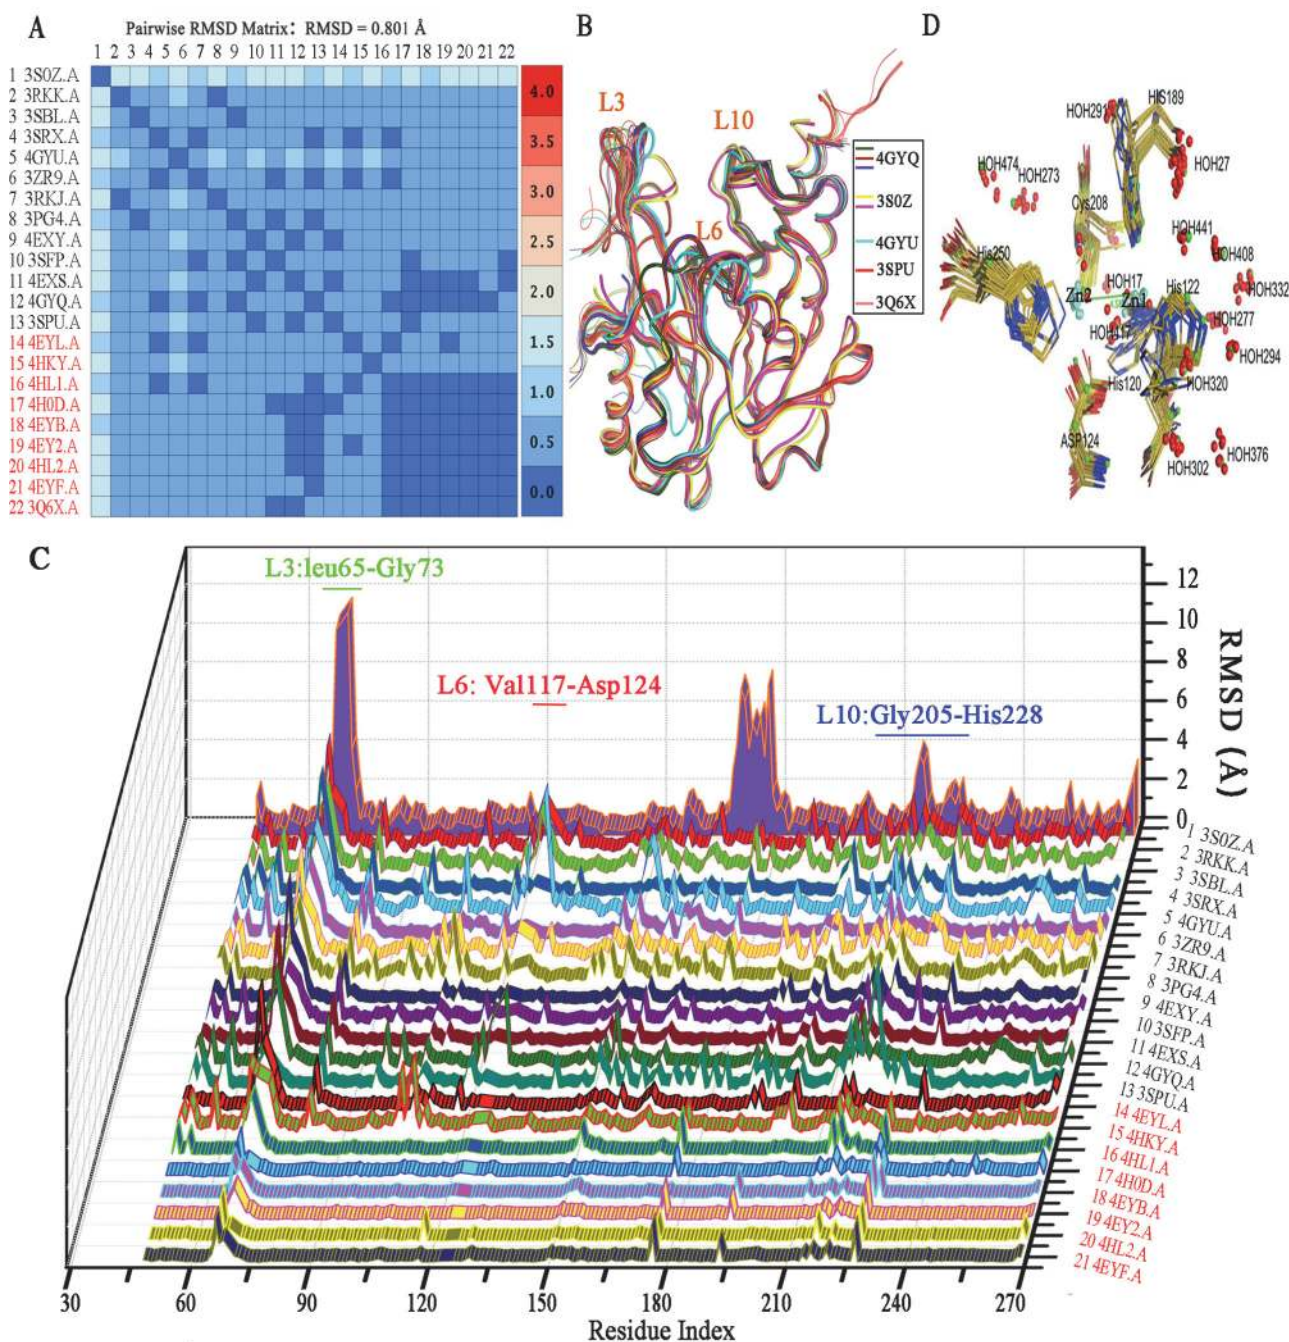 A
Pairwise RMSD Matrix: RMSD = 0.801 Å
1 2 3 4 5 6 7 8 9 10 11 12 13 14 15 16 17 18 19 20 21 22
1 3S0Z.A
2 3RKK.A
3 3SBL.A
4 3SRX.A
5 4GYU.A
6 3ZR9.A
7 3RKJ.A
8 3PG4.A
9 4EXY.A
10 3SFP.A
11 4EXS.A
12 4GYQ.A
13 3SPU.A
14 4EYL.A
15 4HKY.A
16 4HL1.A
17 4H0D.A
18 4EYB.A
19 4EY2.A
20 4HL2.A
21 4EYF.A
22 3Q6X.A
4.0
3.5
3.0
2.5
2.0
1.5
1.0
0.5
0.0
B
L3
L10
L6
4GYQ
3S0Z
4GYU
3SPU
3Q6X
D
HIS189
HOH291
HOH474
HOH273
HOH27
Cys208
HOH441
HOH408
His250
HOH17
His122
HOH332
Zn2
Zn1
HOH277
HOH417
HOH294
His120
HOH320
ASP124
HOH302
HOH376
C
L3:leu65-Gly73
L6: Val117-Asp124
L10:Gly205-His228
12
10
8
6
4
2
0
RMSD (Å)
1 3S0Z.A
2 3RKK.A
3 3SBL.A
4 3SRX.A
5 4GYU.A
6 3ZR9.A
7 3RKJ.A
8 3PG4.A
9 4EXY.A
10 3SFP.A
11 4EXS.A
12 4GYQ.A
13 3SPU.A
14 4EYL.A
15 4HKY.A
16 4HL1.A
17 4H0D.A
18 4EYB.A
19 4EY2.A
20 4HL2.A
21 4EYF.A
30 60 90 120 150 180 210 240 270
Residue Index